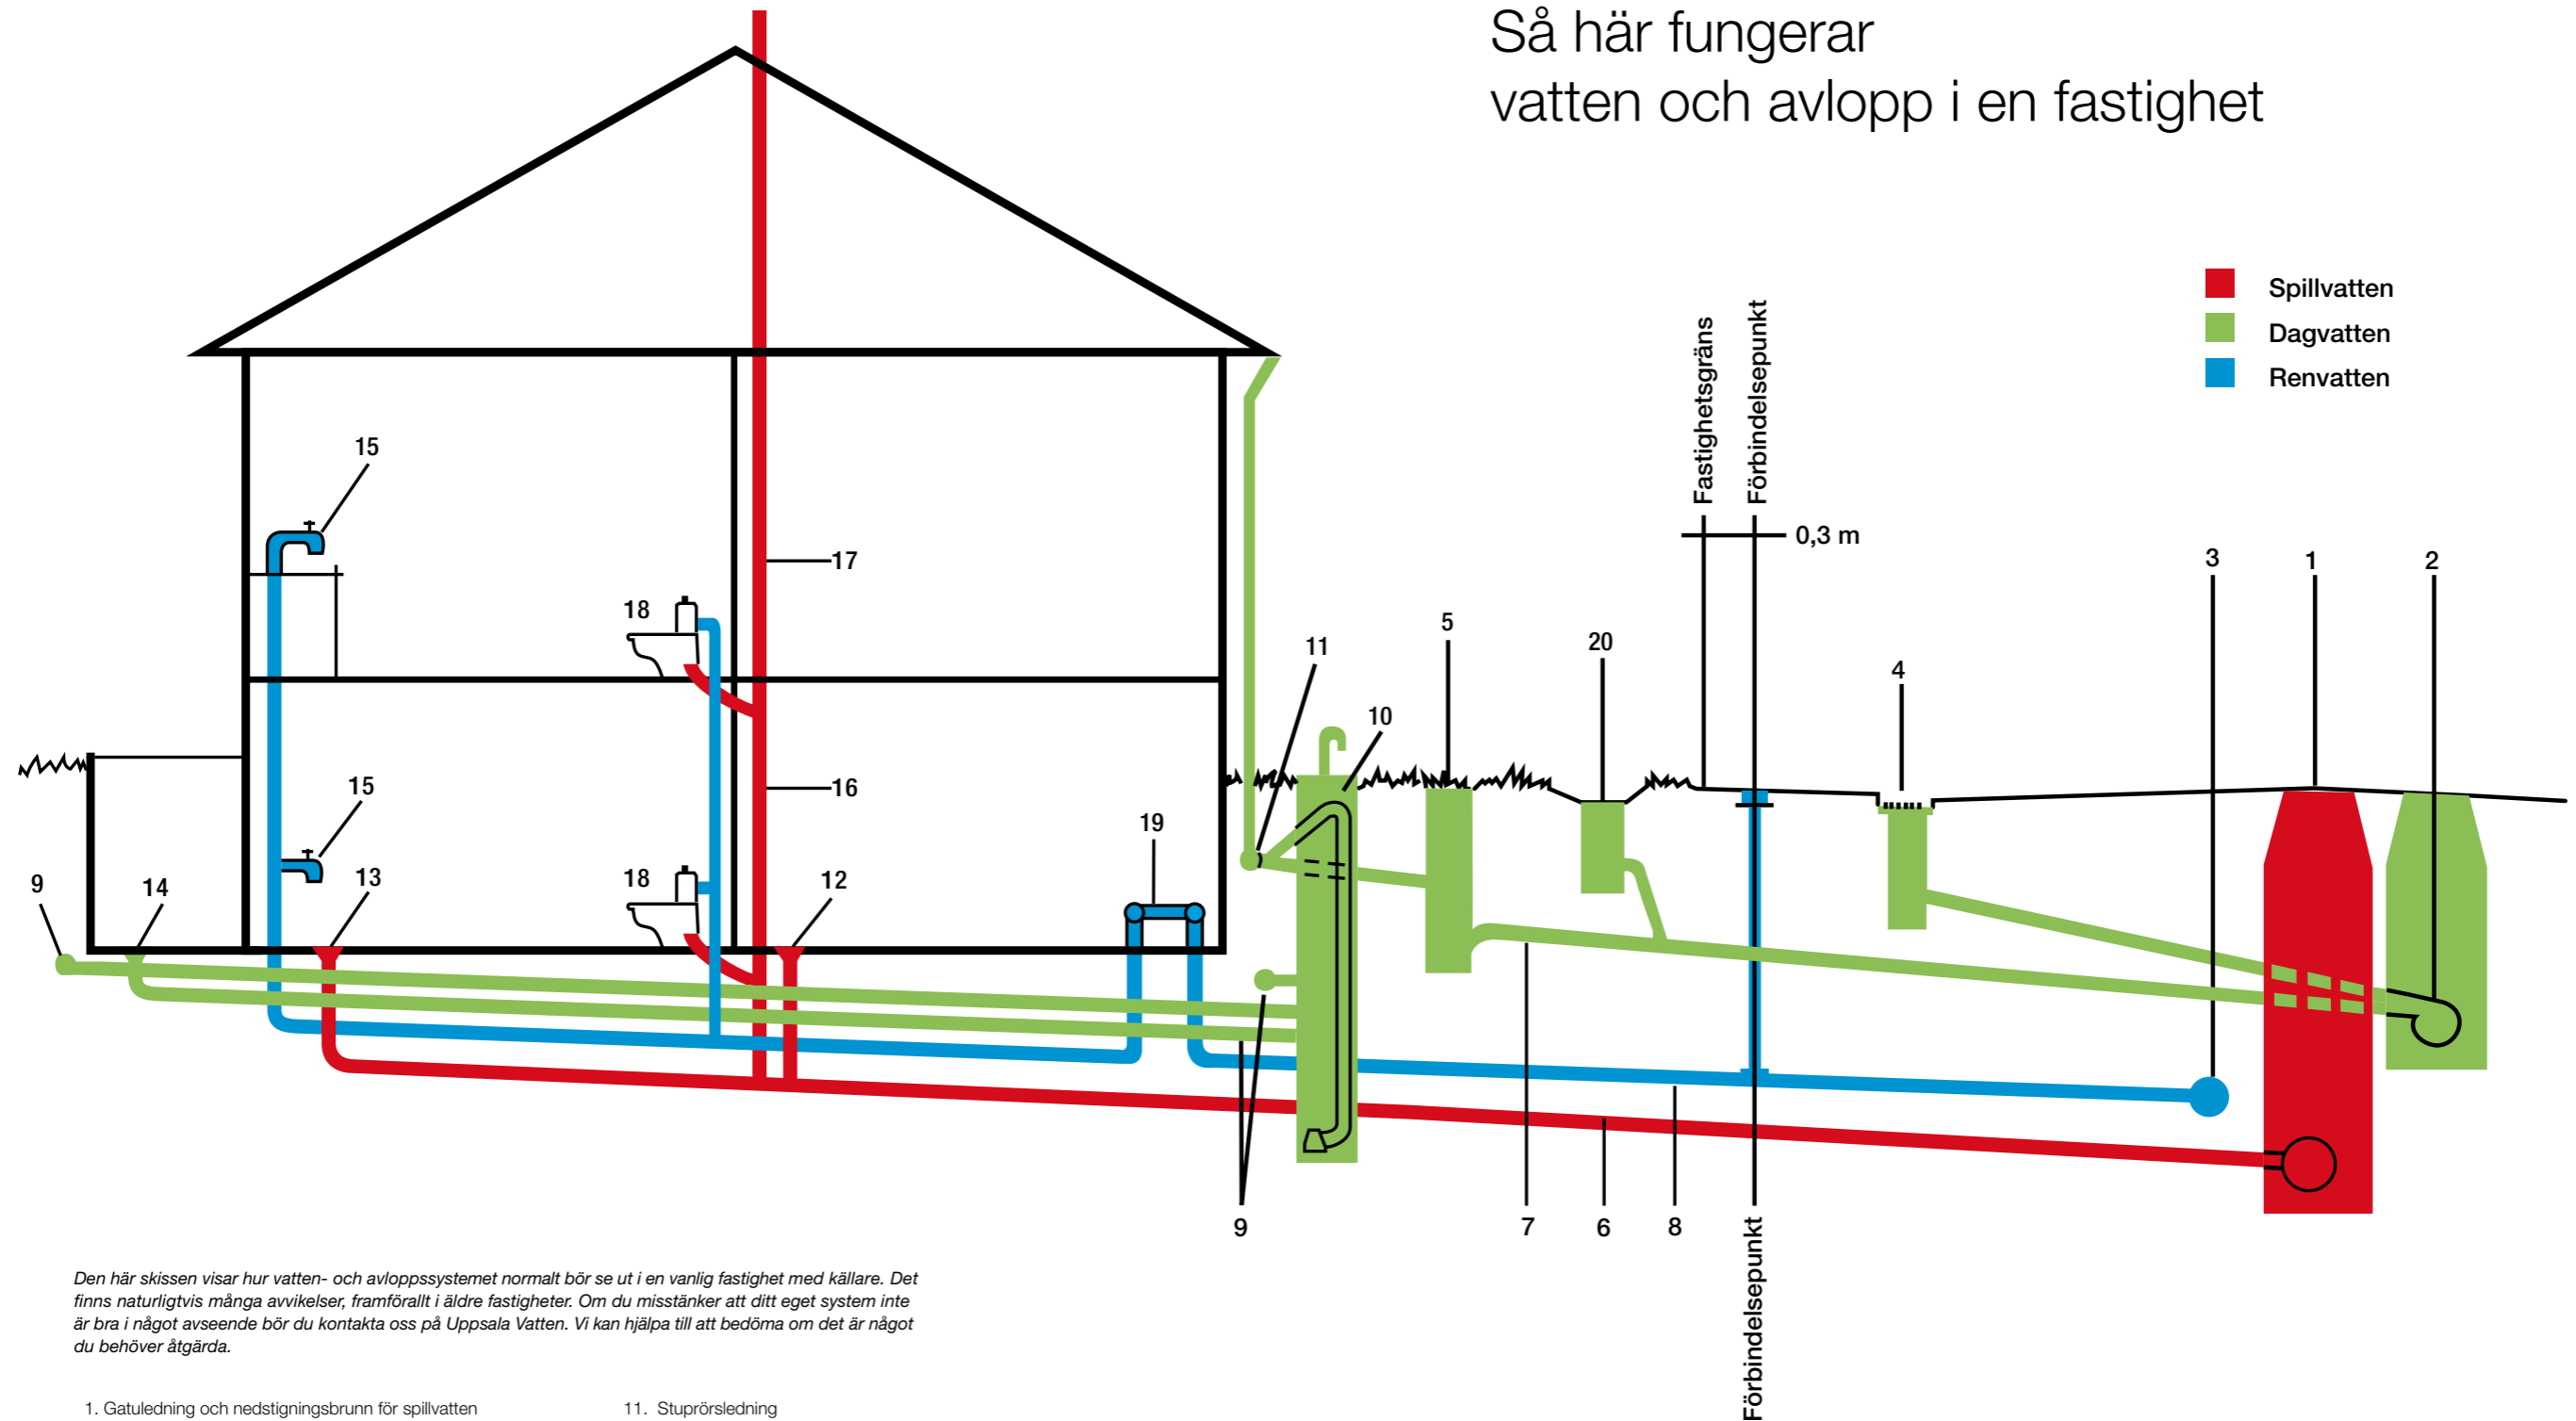 Så här fungerar
vatten och avlopp i en fastighet
Spillvatten
Dagvatten
Renvatten
Fastighetsgräns
Förbindelsepunkt
0,3 m
15
17
18
3
1
2
5
20
11
4
10
15
16
19
9
14
13
18
12
9
7
6
8
Förbindelsepunkt
Den här skissen visar hur vatten- och avloppssystemet normalt bör se ut i en vanlig fastighet med källare. Det
finns naturligtvis många avvikelser, framförallt i äldre fastigheter. Om du misstänker att ditt eget system inte
är bra i något avseende bör du kontakta oss på Uppsala Vatten. Vi kan hjälpa till att bedöma om det är något
du behöver åtgärda.
1. Gatuledning och nedstigningsbrunn för spillvatten
11. Stuprörsledning